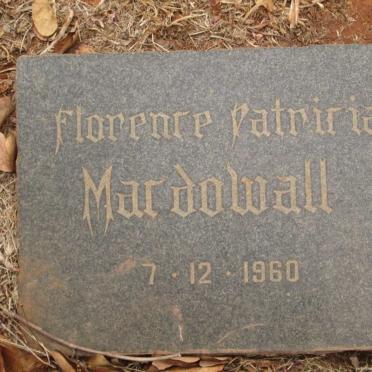 Florence Patricia
Macdowall
7 · 12 · 1960